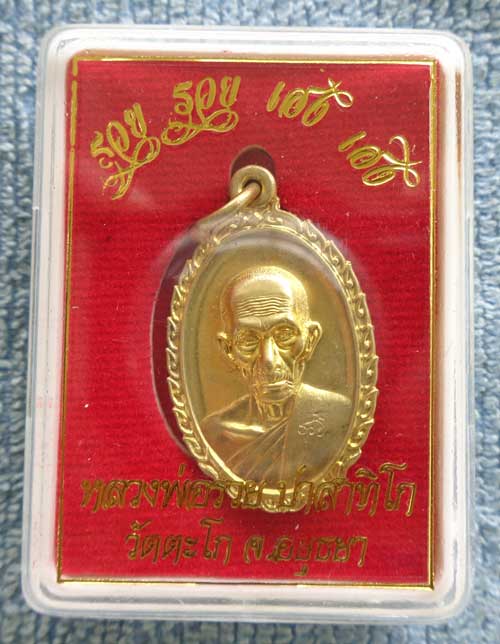 รวย รวย เฮง เฮง
หลวงพ่อรวย ปาสาทิโก
วัดตะโก จ.อยุธยา